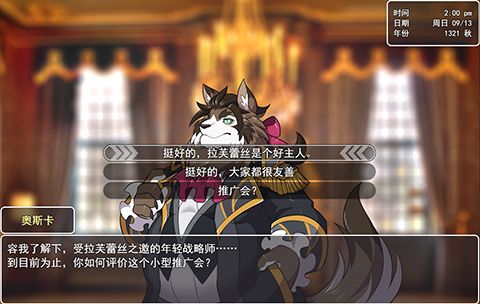 时间 2:00 pm
日期 周日 09/13
年份 1321 秋
挺好的，拉芙蕾丝是个好主人。
挺好的，大家都很友善
推广会？
奥斯卡
容我了解下，受拉芙蕾丝之邀的年轻战略师……
到目前为止，你如何评价这个小型推广会？